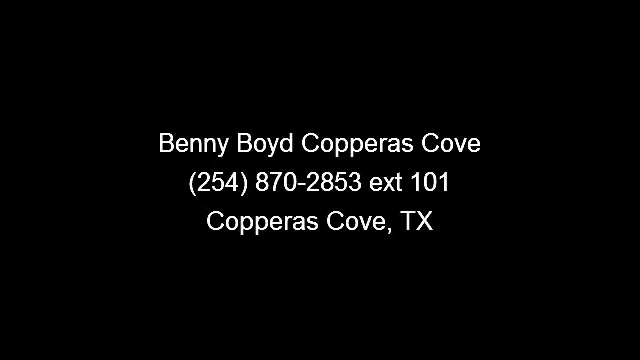 Benny Boyd Copperas Cove
(254) 870-2853 ext 101
Copperas Cove, TX